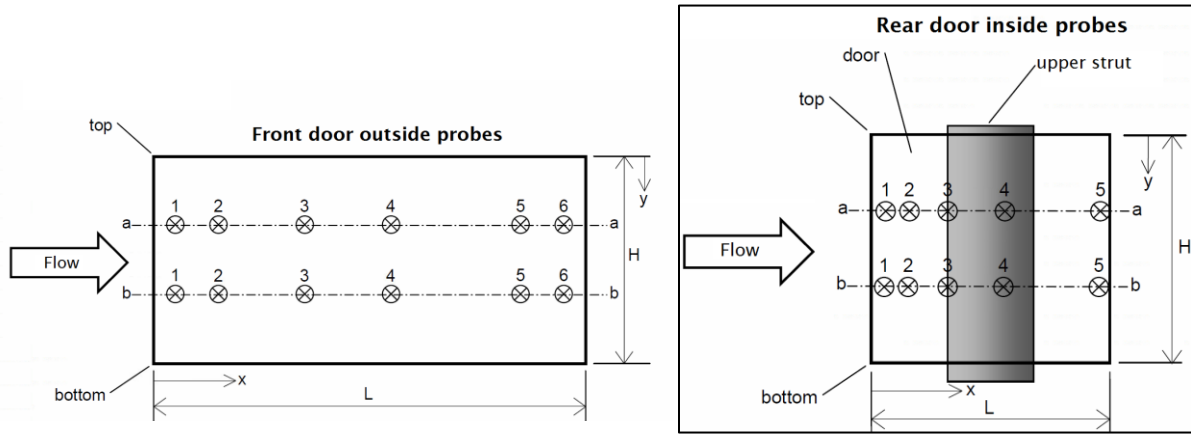 Front door outside probes
top
1 2 3 4 5 6
a a
Flow
1 2 3 4 5 6
b b
y
H
x
bottom
L
Rear door inside probes
door
upper strut
top
1 2 3 4 5
a a
y
Flow
1 2 3 4 5
b b
H
x
bottom
L